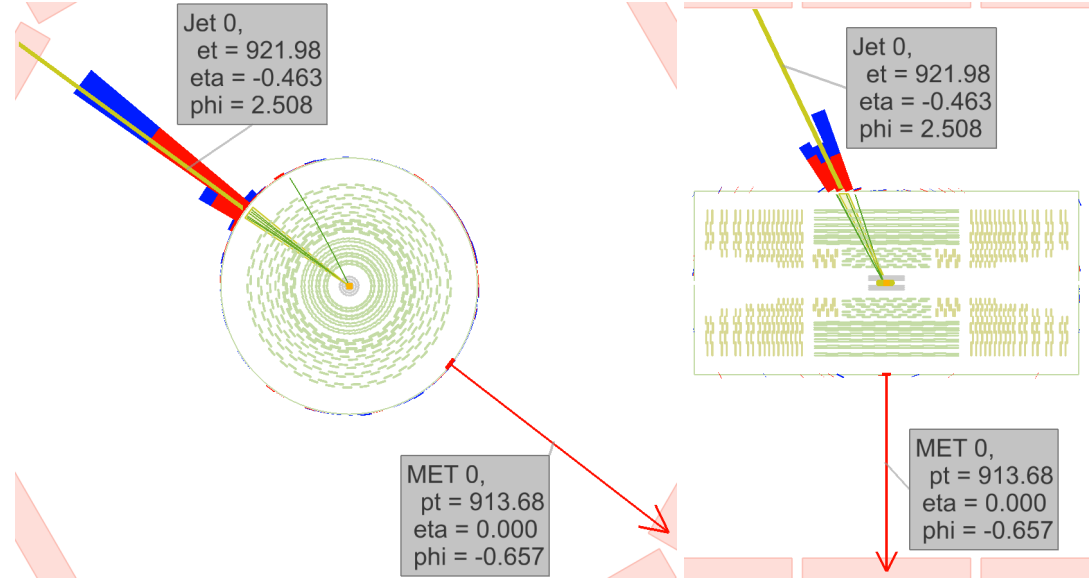 Jet 0,
et = 921.98
eta = -0.463
phi = 2.508
MET 0,
pt = 913.68
eta = 0.000
phi = -0.657
Jet 0,
et = 921.98
eta = -0.463
phi = 2.508
MET 0,
pt = 913.68
eta = 0.000
phi = -0.657